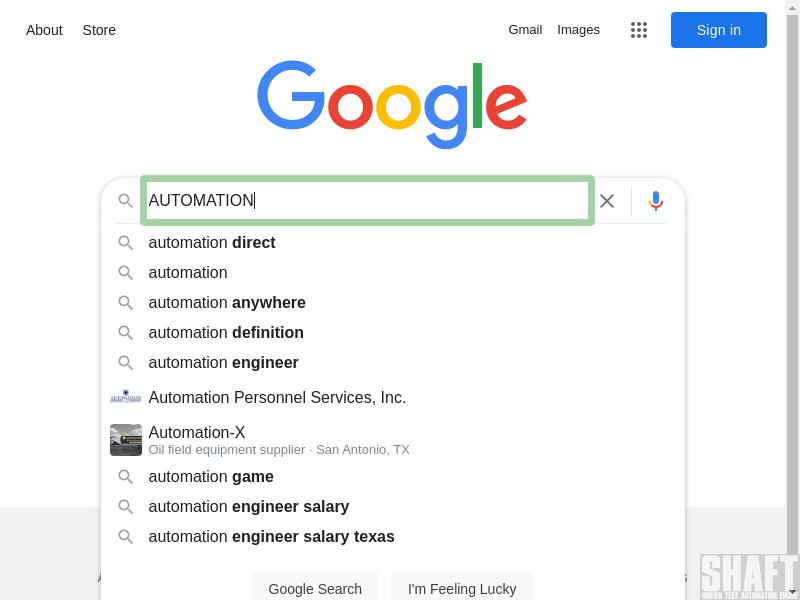 About Store Gmail Images Sign in
Google
AUTOMATION
automation direct
automation
automation anywhere
automation definition
automation engineer
Automation Personnel Services, Inc.
Automation-X
Oil field equipment supplier · San Antonio, TX
automation game
automation engineer salary
automation engineer salary texas
Google Search I'm Feeling Lucky
SHAFT